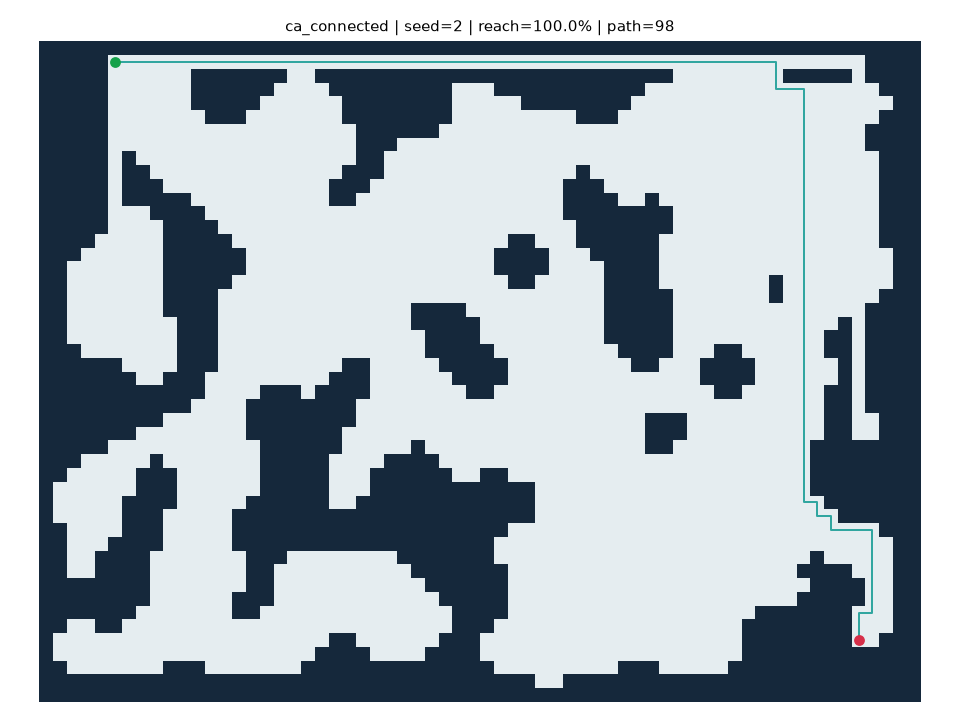 ca_connected | seed=2 | reach=100.0% | path=98